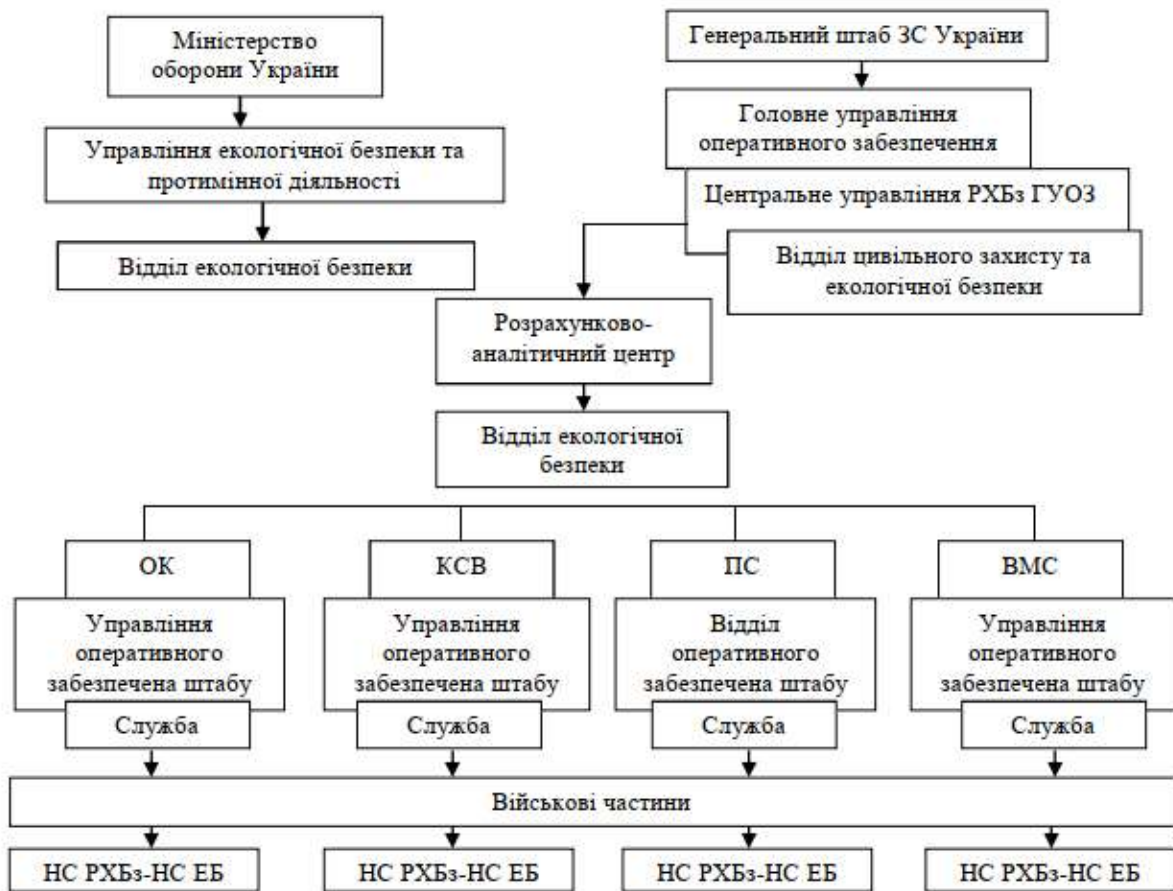 Міністерство
оборони України
Генеральний штаб ЗС України
Головне управління
оперативного забезпечення
Управління екологічної безпеки та
протимінної діяльності
Центральне управління РХБз ГУОЗ
Відділ екологічної безпеки
Відділ цивільного захисту та
екологічної безпеки
Розрахунково-
аналітичний центр
Відділ екологічної
безпеки
ОК
КСВ
ПС
ВМС
Управління
оперативного
забезпечена штабу
Управління
оперативного
забезпечена штабу
Відділ
оперативного
забезпечена штабу
Управління
оперативного
забезпечена штабу
Служба
Служба
Служба
Служба
Військові частини
НС РХБз-НС ЕБ
НС РХБз-НС ЕБ
НС РХБз-НС ЕБ
НС РХБз-НС ЕБ